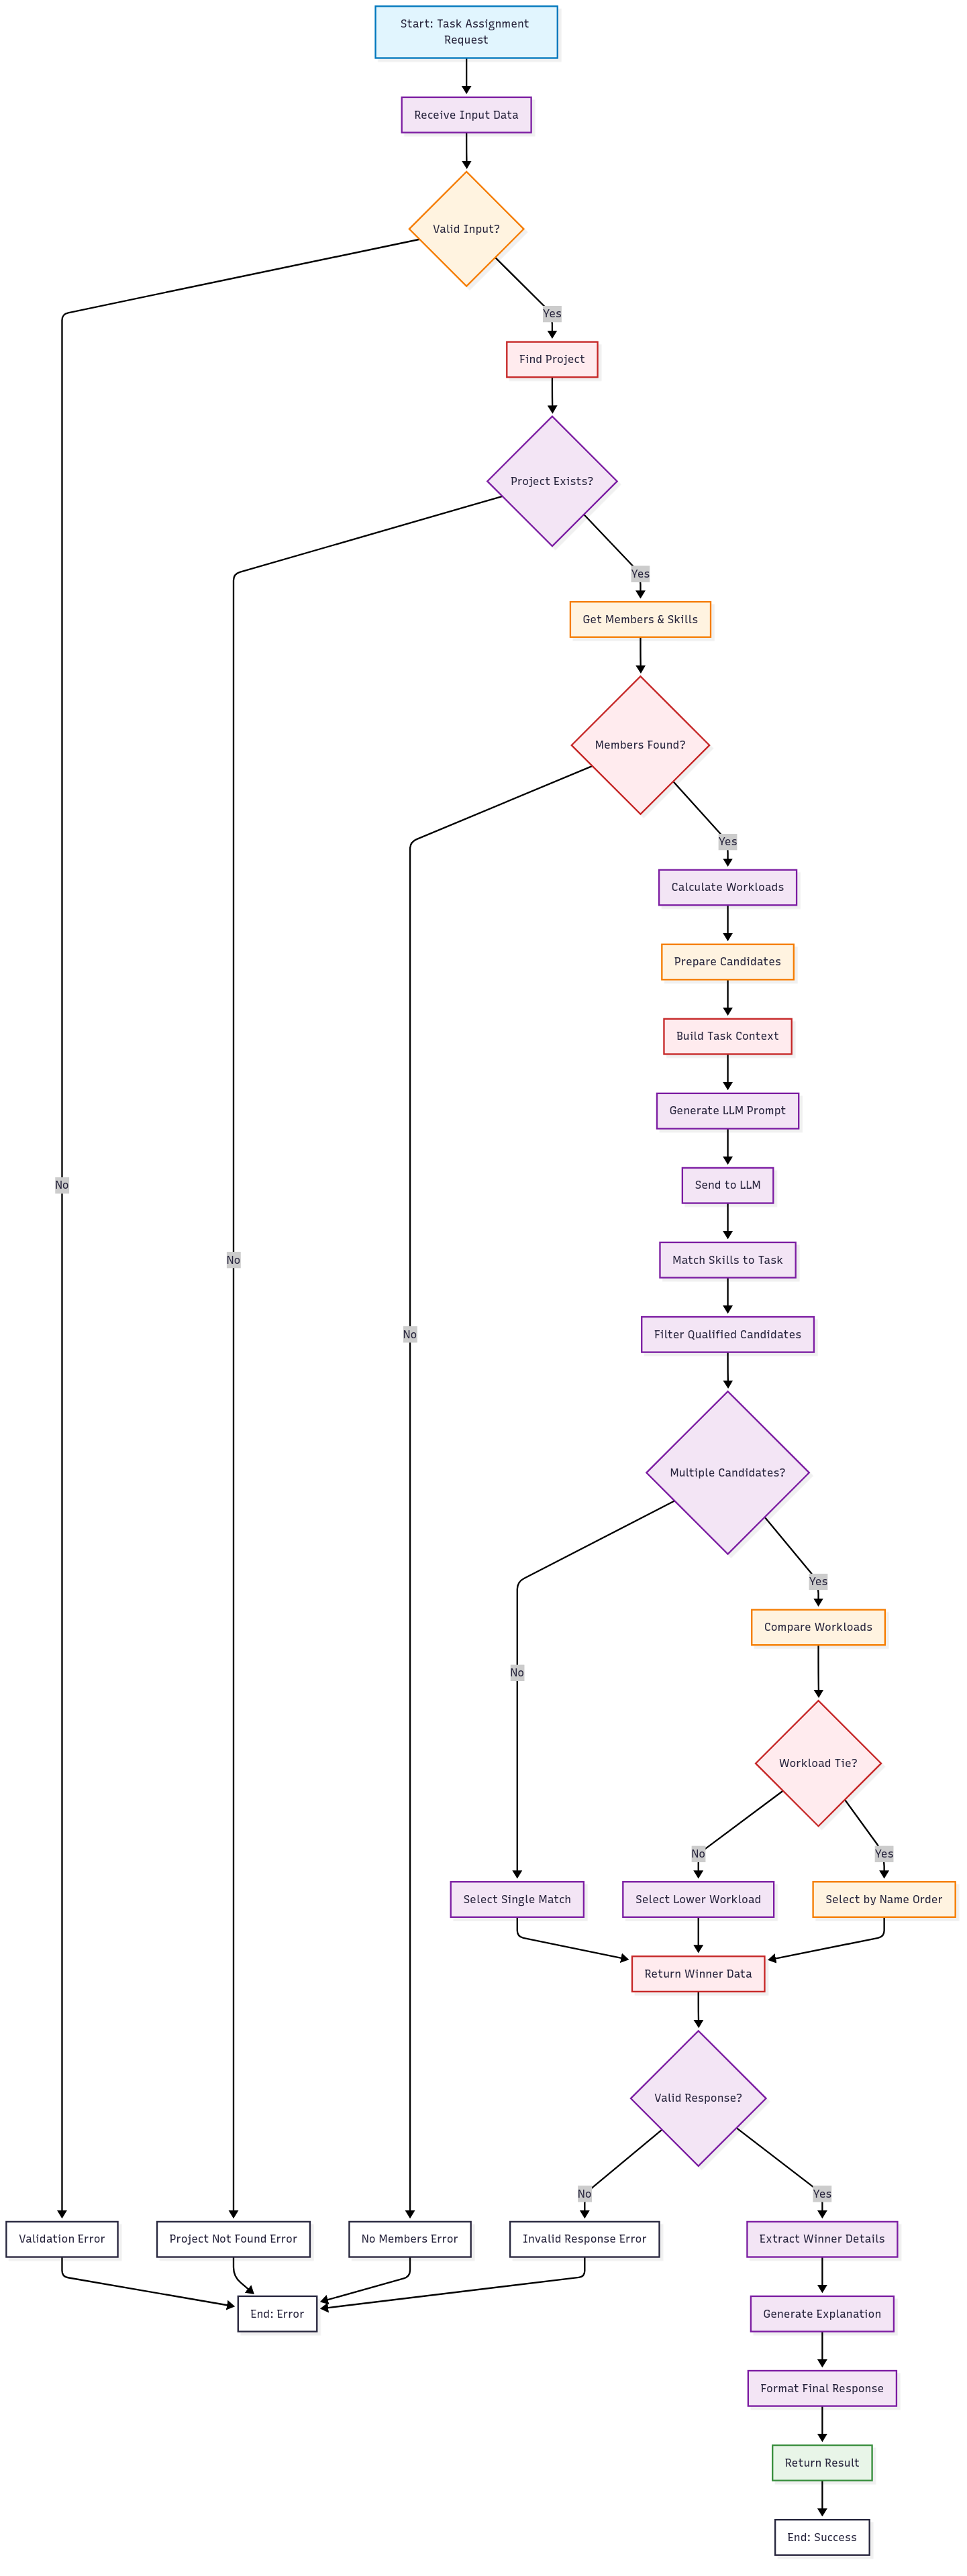 Start: Task Assignment
Request
Receive Input Data
Valid Input?
Yes
Find Project
Project Exists?
Yes
Get Members & Skills
Members Found?
Yes
Calculate Workloads
Prepare Candidates
Build Task Context
Generate LLM Prompt
No
Send to LLM
No
Match Skills to Task
No
Filter Qualified Candidates
Multiple Candidates?
Yes
Compare Workloads
No
Workload Tie?
No
Yes
Select Single Match
Select Lower Workload
Select by Name Order
Return Winner Data
Valid Response?
No
Yes
Validation Error
Project Not Found Error
No Members Error
Invalid Response Error
Extract Winner Details
End: Error
Generate Explanation
Format Final Response
Return Result
End: Success